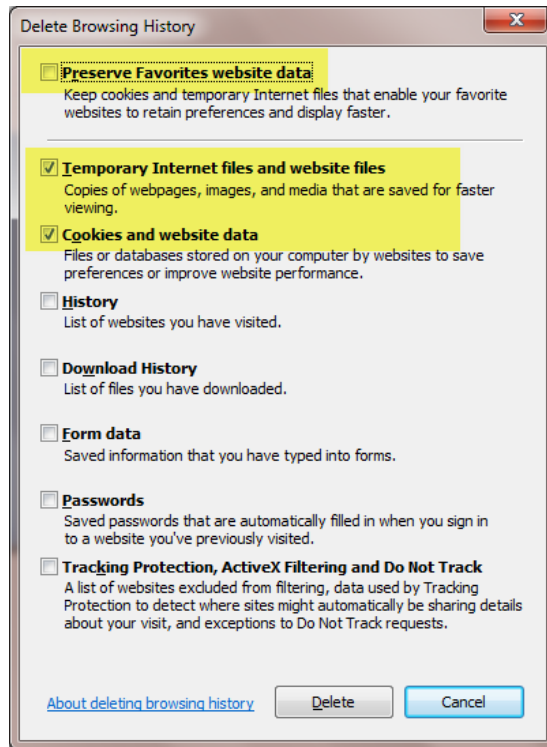 Delete Browsing History
Preserve Favorites website data
Keep cookies and temporary Internet files that enable your favorite
websites to retain preferences and display faster.
Temporary Internet files and website files
Copies of webpages, images, and media that are saved for faster
viewing.
Cookies and website data
Files or databases stored on your computer by websites to save
preferences or improve website performance.
History
List of websites you have visited.
Download History
List of files you have downloaded.
Form data
Saved information that you have typed into forms.
Passwords
Saved passwords that are automatically filled in when you sign in
to a website you've previously visited.
Tracking Protection, ActiveX Filtering and Do Not Track
A list of websites excluded from filtering, data used by Tracking
Protection to detect where sites might automatically be sharing details
about your visit, and exceptions to Do Not Track requests.
About deleting browsing history Delete Cancel